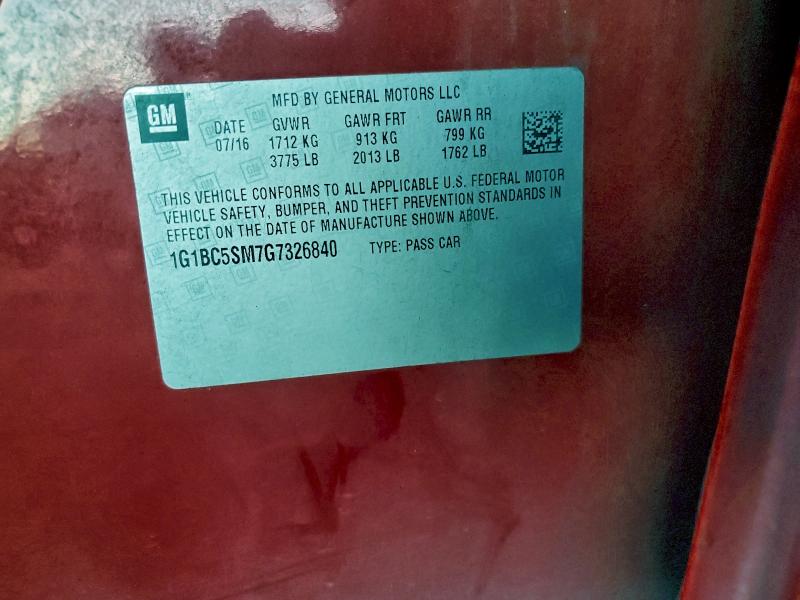 GM
MFD BY GENERAL MOTORS LLC
DATE GVWR GAWR FRT GAWR RR
07/16 1712 KG 913 KG 799 KG
3775 LB 2013 LB 1762 LB
THIS VEHICLE CONFORMS TO ALL APPLICABLE U.S. FEDERAL MOTOR
VEHICLE SAFETY, BUMPER, AND THEFT PREVENTION STANDARDS IN
EFFECT ON THE DATE OF MANUFACTURE SHOWN ABOVE.
1G1BC5SM7G7326840 TYPE: PASS CAR